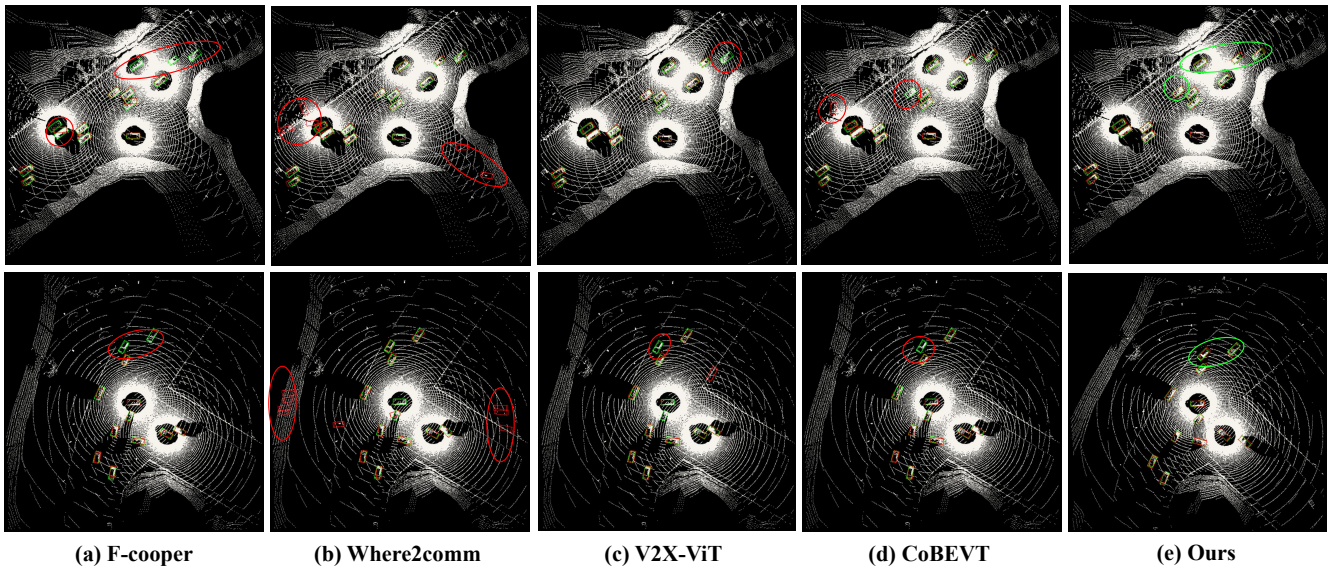 (a) F-cooper
(b) Where2comm
(c) V2X-ViT
(d) CoBEVT
(e) Ours